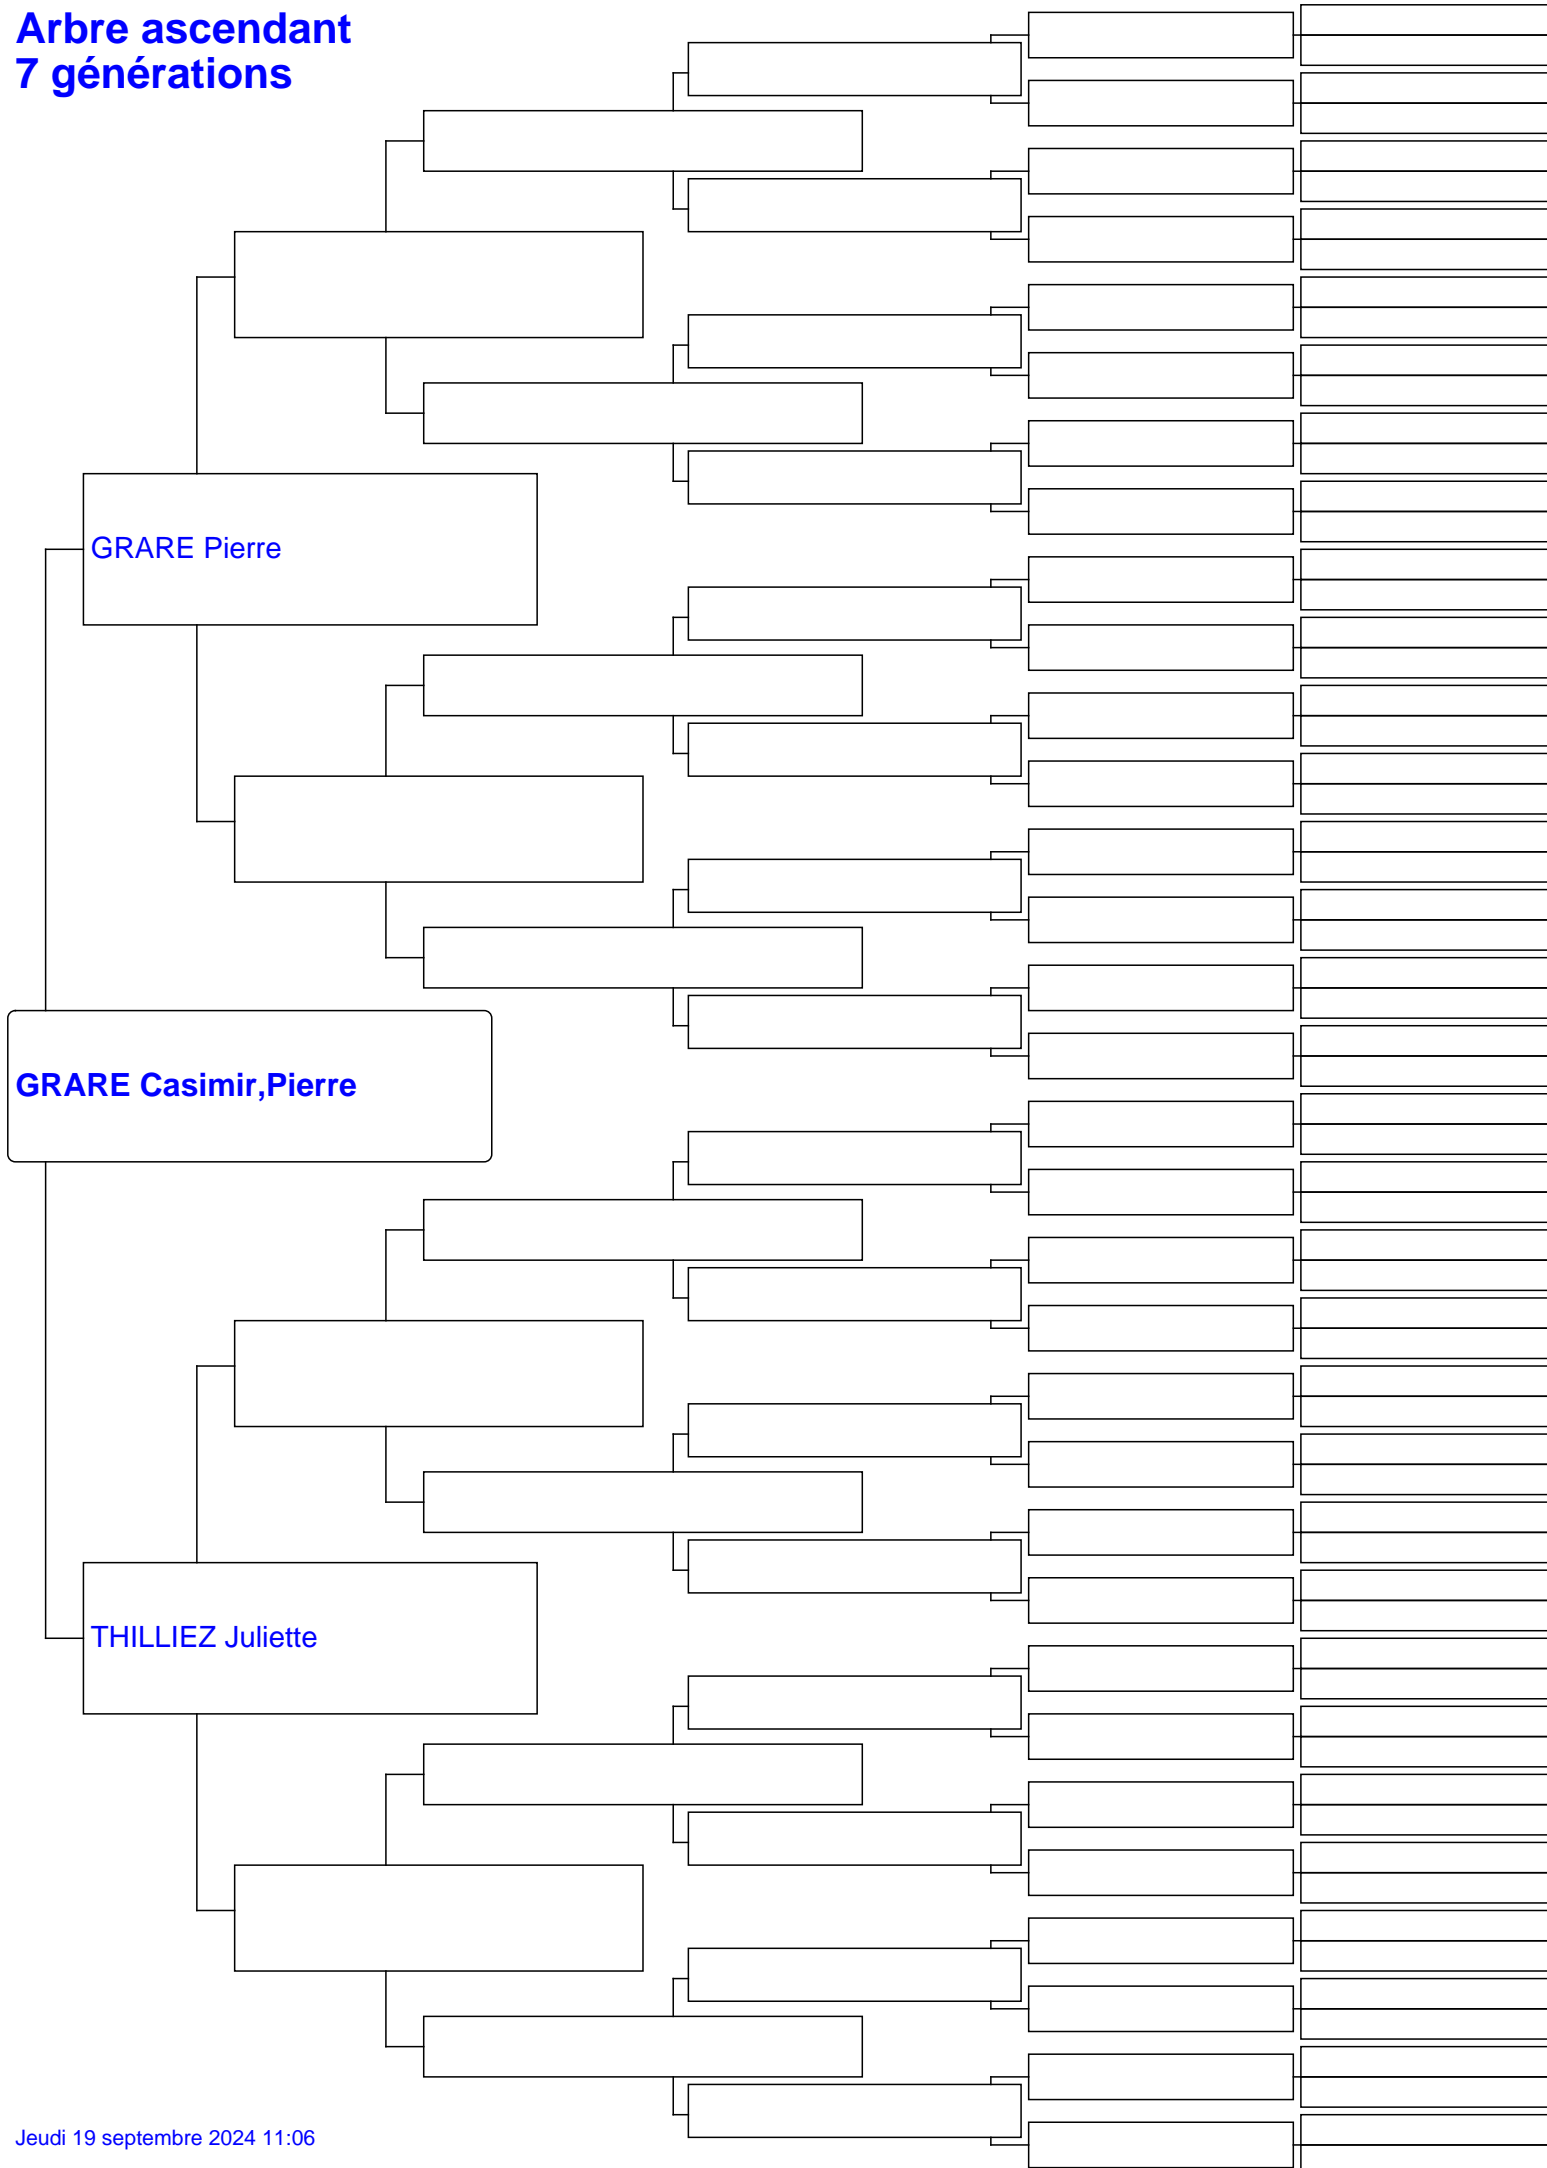 Arbre ascendant
7 générations
GRARE Pierre
GRARE Casimir,Pierre
THILLIEZ Juliette
Jeudi 19 septembre 2024 11:06